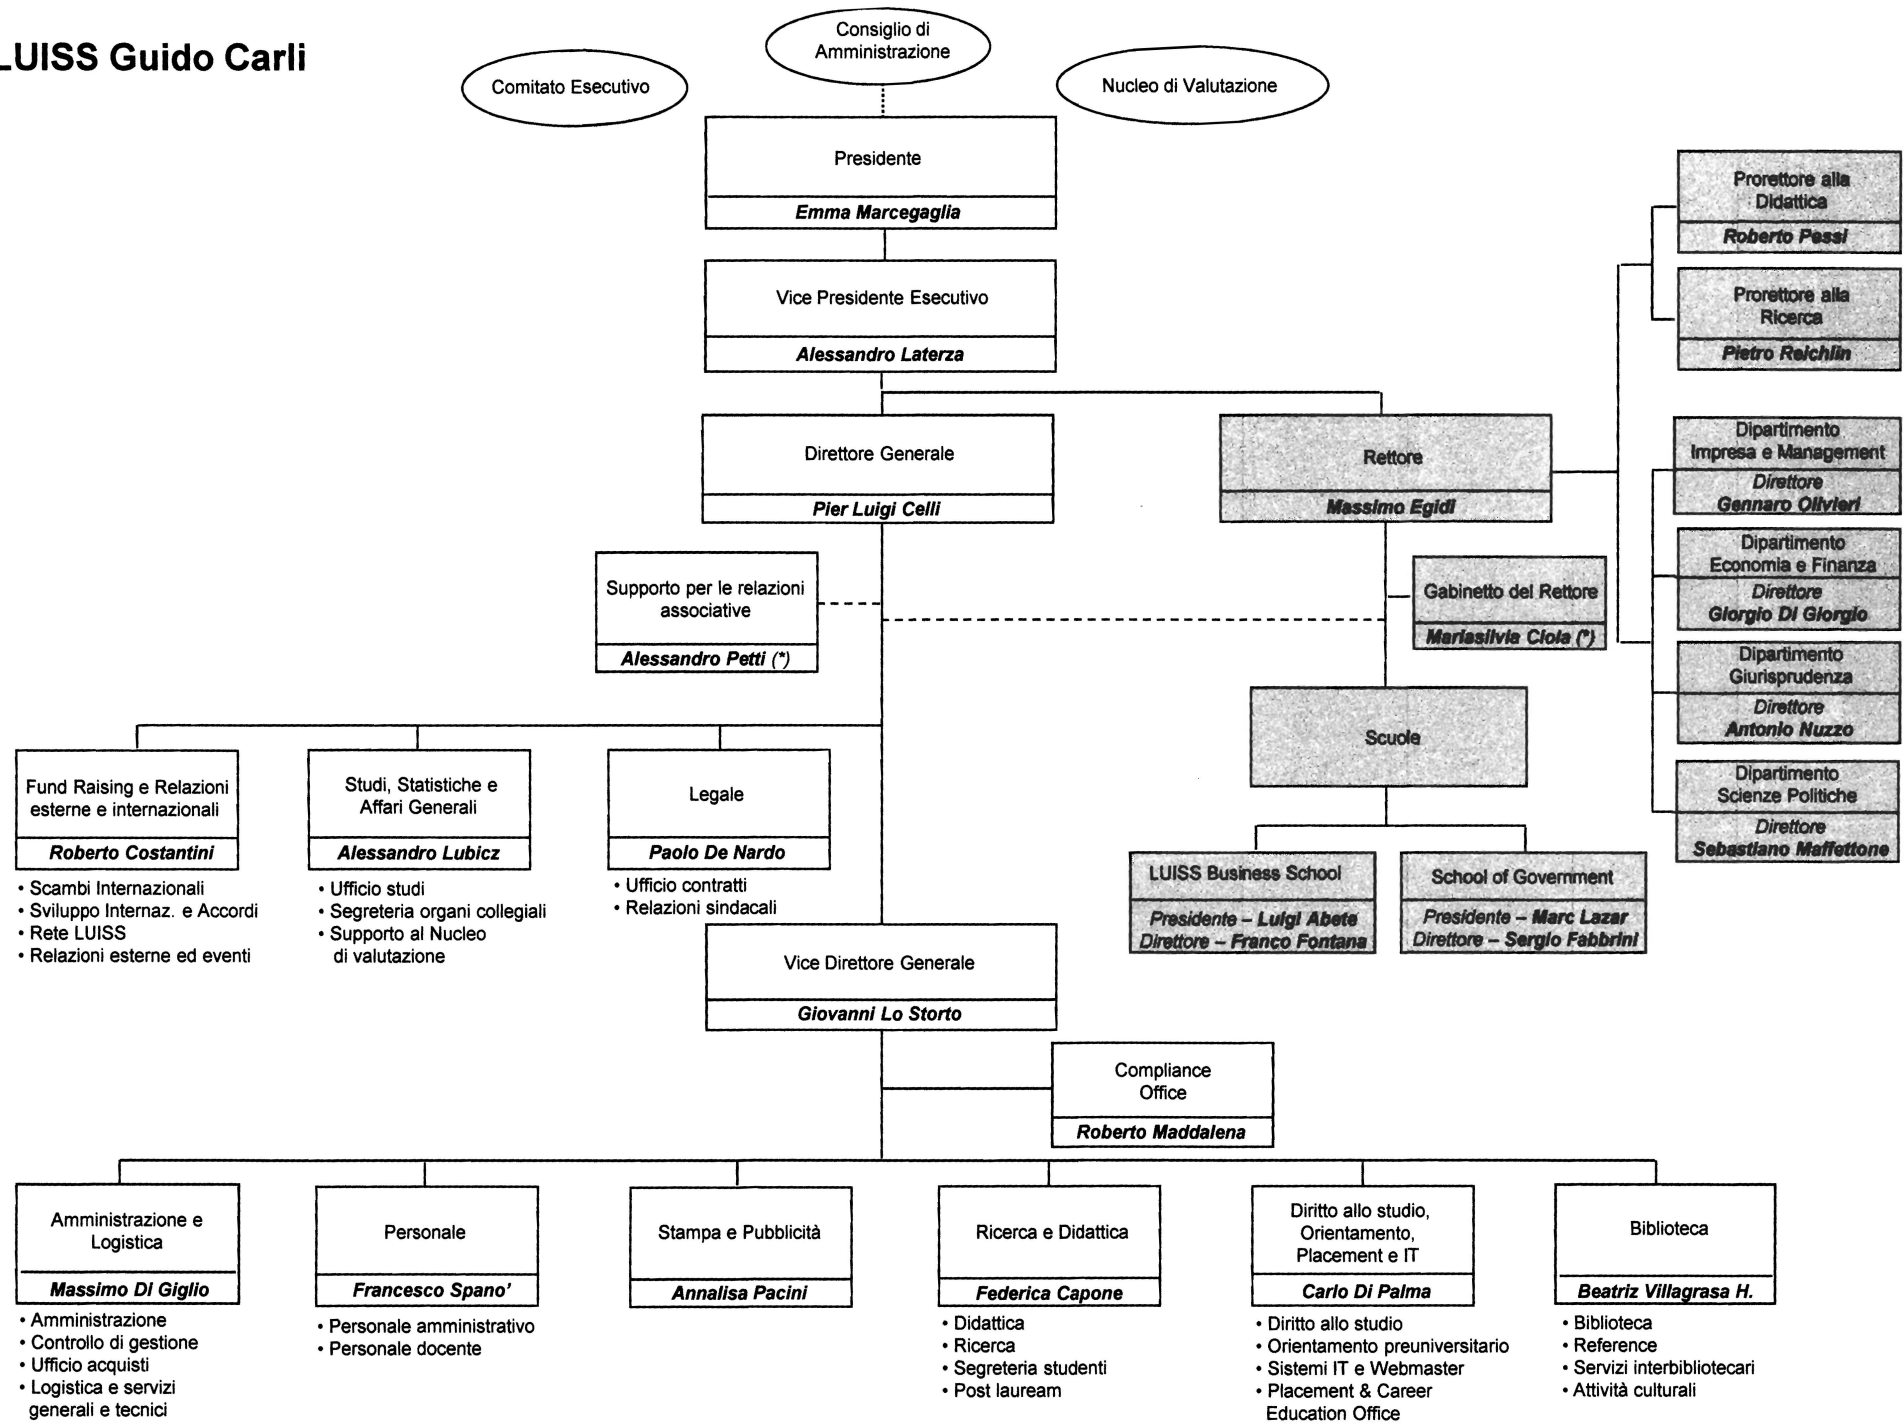 LUISS Guido Carli
Consiglio di
Amministrazione
Comitato Esecutivo
Nucleo di Valutazione
Presidente
Emma Marcegaglia
Vice Presidente Esecutivo
Alessandro Laterza
Prorettore alla
Didattica
Roberto Pessi
Prorettore alla
Ricerca
Pietro Reichlin
Direttore Generale
Pier Luigi Celli
Rettore
Massimo Egidi
Dipartimento
Impresa e Management
Direttore
Gennaro Olivieri
Dipartimento
Economia e Finanza
Direttore
Giorgio Di Giorgio
Dipartimento
Giurisprudenza
Direttore
Antonio Nuzzo
Dipartimento
Scienze Politiche
Direttore
Sebastiano Maffettone
Supporto per le relazioni
associative
Alessandro Petti (*)
Gabinetto del Rettore
Mariasilvia Ciola (*)
Scuole
LUISS Business School
Presidente – Luigi Abete
Direttore – Franco Fontana
School of Government
Presidente – Marc Lazar
Direttore – Sergio Fabbrini
Fund Raising e Relazioni
esterne e internazionali
Roberto Costantini
• Scambi Internazionali
• Sviluppo Internaz. e Accordi
• Rete LUISS
• Relazioni esterne ed eventi
Studi, Statistiche e
Affari Generali
Alessandro Lubicz
• Ufficio studi
• Segreteria organi collegiali
• Supporto al Nucleo
di valutazione
Legale
Paolo De Nardo
• Ufficio contratti
• Relazioni sindacali
Vice Direttore Generale
Giovanni Lo Storto
Compliance
Office
Roberto Maddalena
Amministrazione e
Logistica
Massimo Di Giglio
• Amministrazione
• Controllo di gestione
• Ufficio acquisti
• Logistica e servizi
generali e tecnici
Personale
Francesco Spano'
• Personale amministrativo
• Personale docente
Stampa e Pubblicità
Annalisa Pacini
Ricerca e Didattica
Federica Capone
• Didattica
• Ricerca
• Segreteria studenti
• Post lauream
Diritto allo studio,
Orientamento,
Placement e IT
Carlo Di Palma
• Diritto allo studio
• Orientamento preuniversitario
• Sistemi IT e Webmaster
• Placement & Career
Education Office
Biblioteca
Beatriz Villagrasa H.
• Biblioteca
• Reference
• Servizi interbibliotecari
• Attività culturali